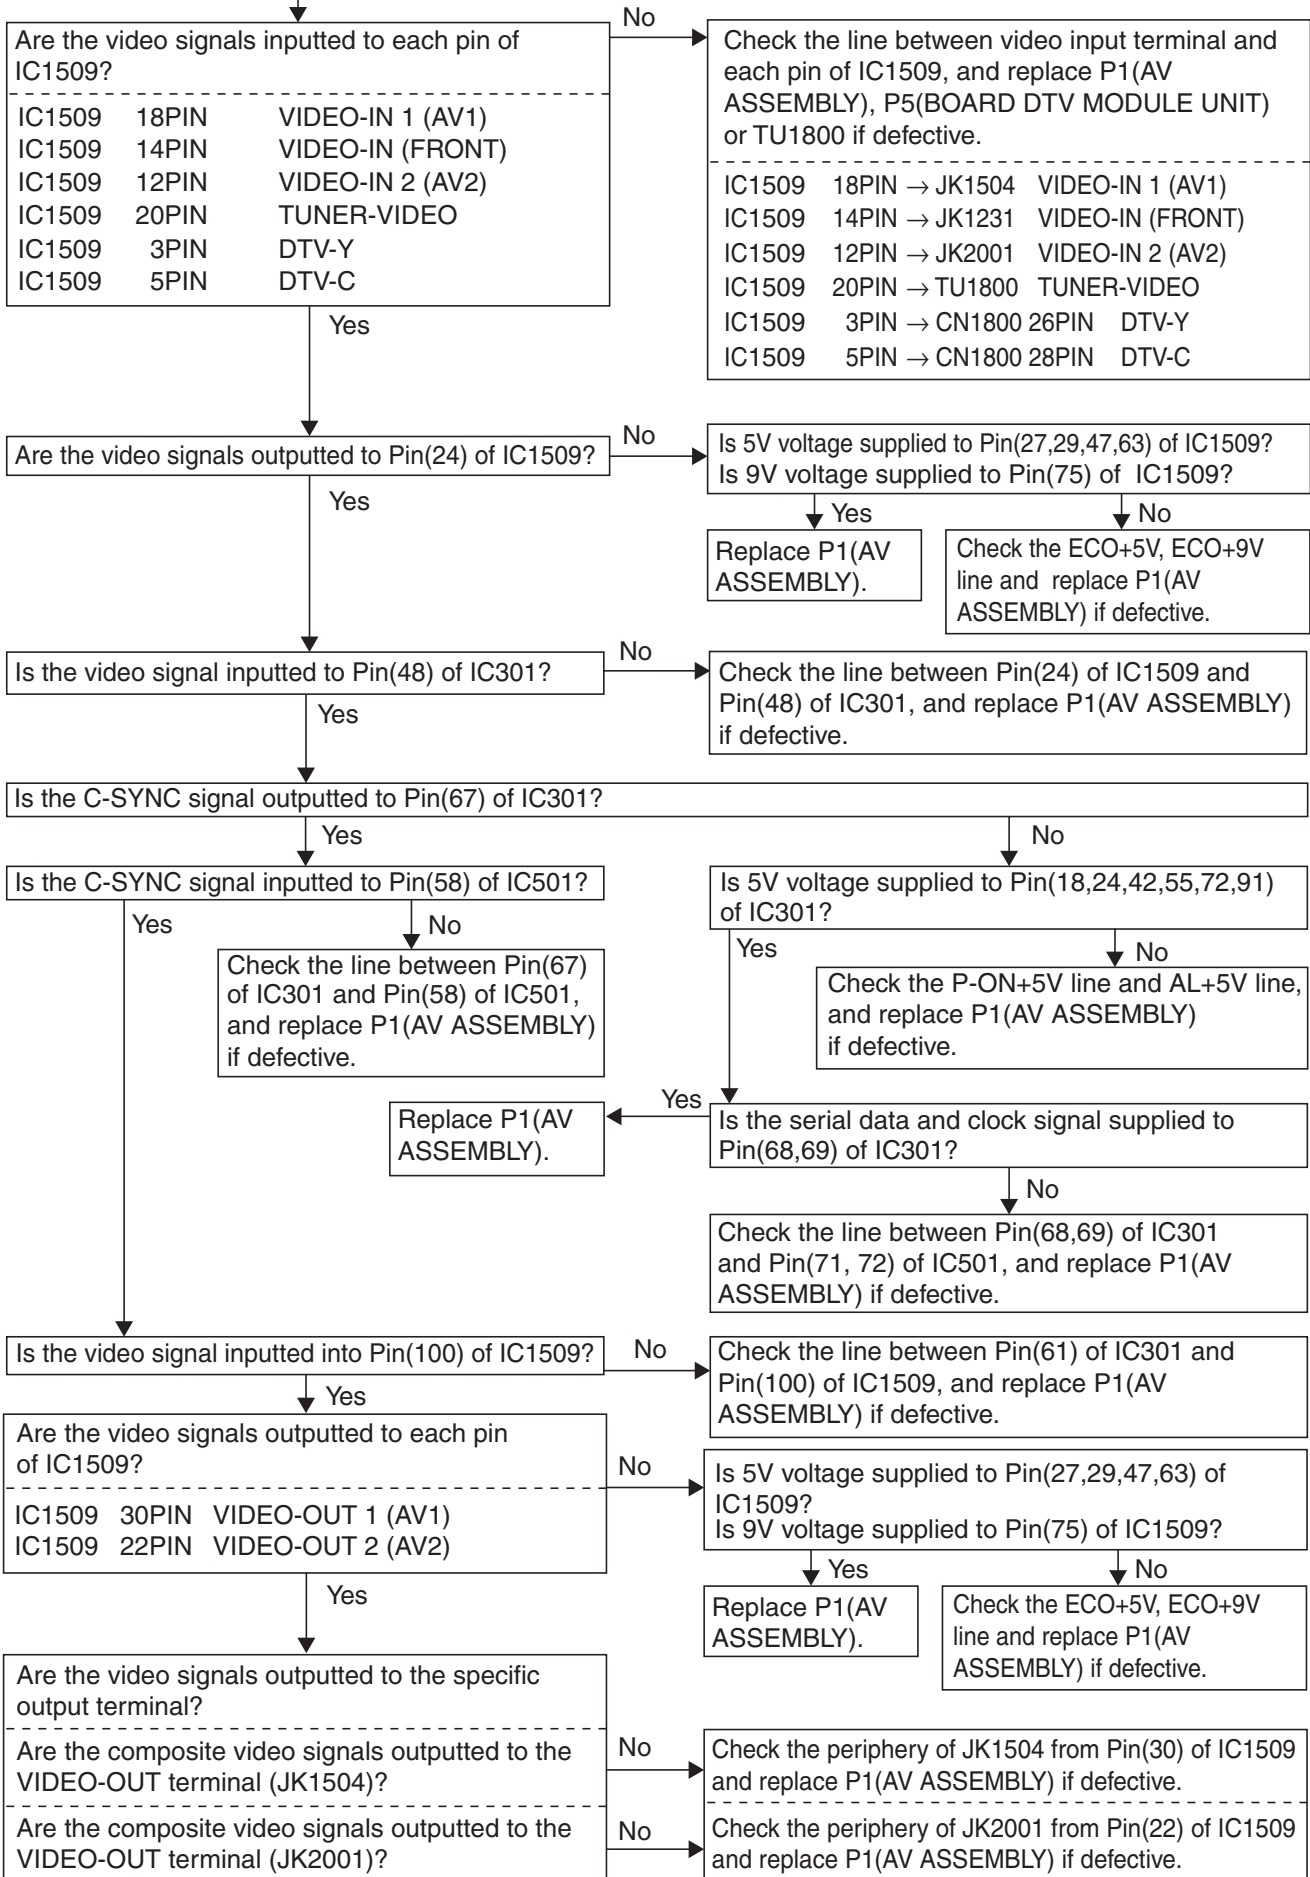 No
Are the video signals inputted to each pin of
IC1509?
IC1509 18PIN VIDEO-IN 1 (AV1)
IC1509 14PIN VIDEO-IN (FRONT)
IC1509 12PIN VIDEO-IN 2 (AV2)
IC1509 20PIN TUNER-VIDEO
IC1509 3PIN DTV-Y
IC1509 5PIN DTV-C
Check the line between video input terminal and
each pin of IC1509, and replace P1(AV
ASSEMBLY), P5(BOARD DTV MODULE UNIT)
or TU1800 if defective.
IC1509 18PIN → JK1504 VIDEO-IN 1 (AV1)
IC1509 14PIN → JK1231 VIDEO-IN (FRONT)
IC1509 12PIN → JK2001 VIDEO-IN 2 (AV2)
IC1509 20PIN → TU1800 TUNER-VIDEO
IC1509 3PIN → CN1800 26PIN DTV-Y
IC1509 5PIN → CN1800 28PIN DTV-C
Yes
Are the video signals outputted to Pin(24) of IC1509?
No
Is 5V voltage supplied to Pin(27,29,47,63) of IC1509?
Is 9V voltage supplied to Pin(75) of IC1509?
Yes
Yes
No
Replace P1(AV
ASSEMBLY).
Check the ECO+5V, ECO+9V
line and replace P1(AV
ASSEMBLY) if defective.
Is the video signal inputted to Pin(48) of IC301?
No
Check the line between Pin(24) of IC1509 and
Pin(48) of IC301, and replace P1(AV ASSEMBLY)
if defective.
Yes
Is the C-SYNC signal outputted to Pin(67) of IC301?
Yes
No
Is the C-SYNC signal inputted to Pin(58) of IC501?
Is 5V voltage supplied to Pin(18,24,42,55,72,91)
of IC301?
Yes
No
Yes
No
Check the line between Pin(67)
of IC301 and Pin(58) of IC501,
and replace P1(AV ASSEMBLY)
if defective.
Check the P-ON+5V line and AL+5V line,
and replace P1(AV ASSEMBLY)
if defective.
Replace P1(AV
ASSEMBLY).
Yes
Is the serial data and clock signal supplied to
Pin(68,69) of IC301?
No
Check the line between Pin(68,69) of IC301
and Pin(71, 72) of IC501, and replace P1(AV
ASSEMBLY) if defective.
Is the video signal inputted into Pin(100) of IC1509?
No
Check the line between Pin(61) of IC301 and
Pin(100) of IC1509, and replace P1(AV
ASSEMBLY) if defective.
Yes
Are the video signals outputted to each pin
of IC1509?
IC1509 30PIN VIDEO-OUT 1 (AV1)
IC1509 22PIN VIDEO-OUT 2 (AV2)
No
Is 5V voltage supplied to Pin(27,29,47,63) of
IC1509?
Is 9V voltage supplied to Pin(75) of IC1509?
Yes
Yes
No
Replace P1(AV
ASSEMBLY).
Check the ECO+5V, ECO+9V
line and replace P1(AV
ASSEMBLY) if defective.
Are the video signals outputted to the specific
output terminal?
Are the composite video signals outputted to the
VIDEO-OUT terminal (JK1504)?
No
Check the periphery of JK1504 from Pin(30) of IC1509
and replace P1(AV ASSEMBLY) if defective.
Are the composite video signals outputted to the
VIDEO-OUT terminal (JK2001)?
No
Check the periphery of JK2001 from Pin(22) of IC1509
and replace P1(AV ASSEMBLY) if defective.